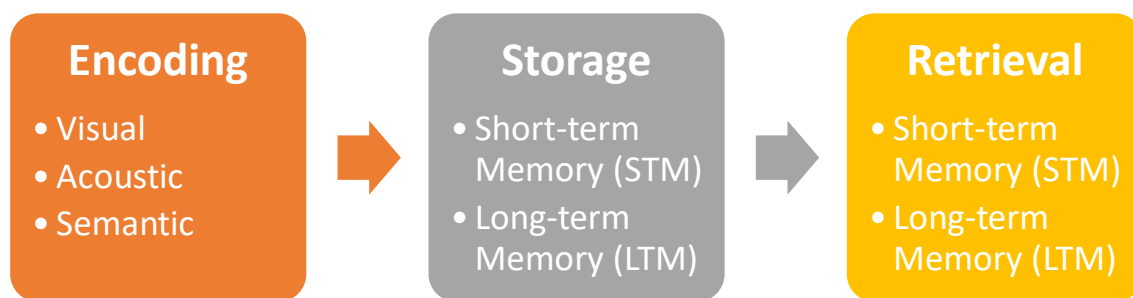 Encoding
• Visual
• Acoustic
• Semantic
Storage
• Short-term
Memory (STM)
• Long-term
Memory (LTM)
Retrieval
• Short-term
Memory (STM)
• Long-term
Memory (LTM)